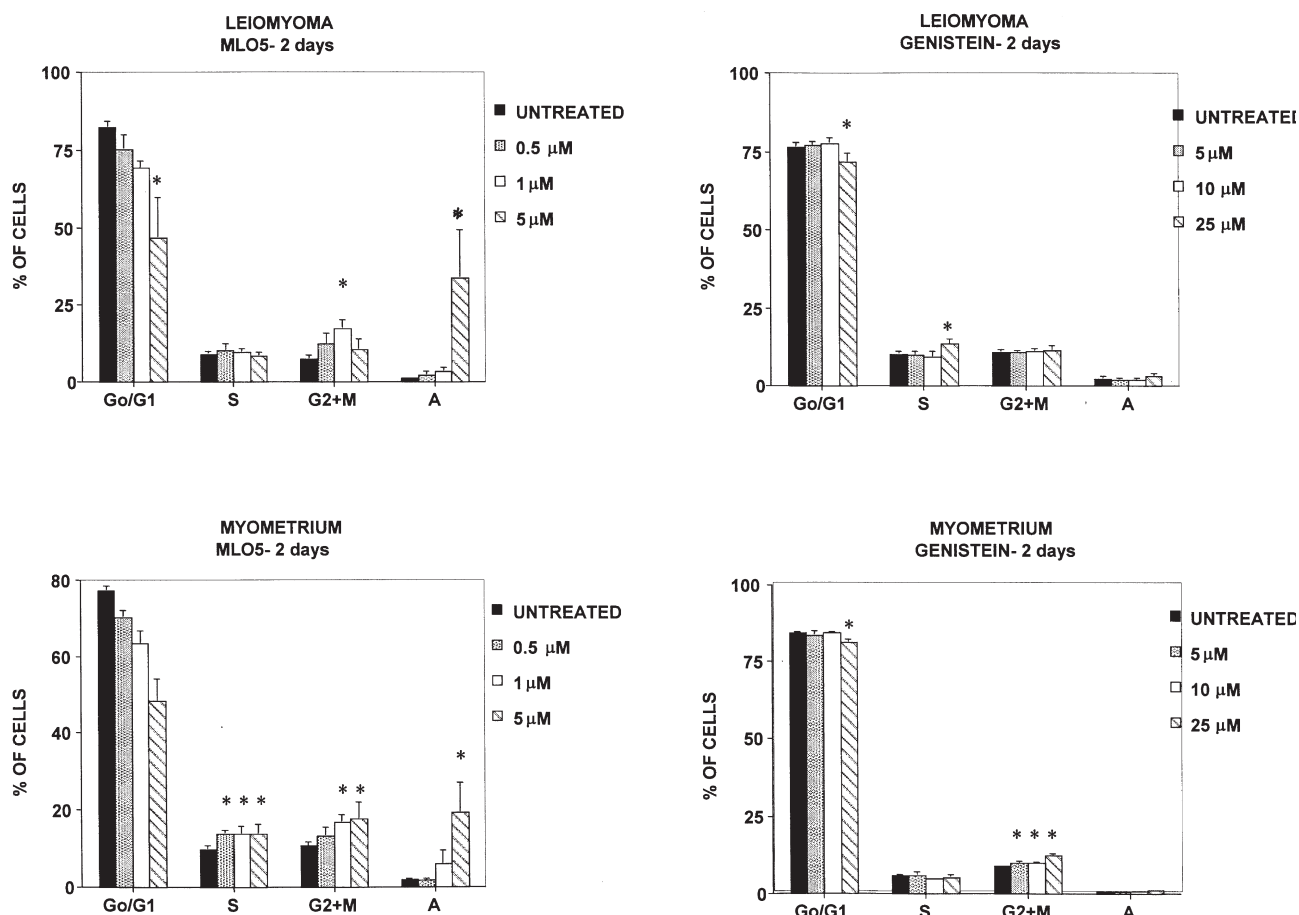 LEIOMYOMA
MLO5- 2 days
% OF CELLS
100
75
50
25
0
*
*
*
Go/G1 S G2+M A
UNTREATED
0.5 µM
1 µM
5 µM
LEIOMYOMA
GENISTEIN- 2 days
% OF CELLS
100
75
50
25
0
*
*
Go/G1 S G2+M A
UNTREATED
5 µM
10 µM
25 µM
MYOMETRIUM
MLO5- 2 days
% OF CELLS
80
60
40
20
0
* * *
* *
*
Go/G1 S G2+M A
UNTREATED
0.5 µM
1 µM
5 µM
MYOMETRIUM
GENISTEIN- 2 days
% OF CELLS
100
75
50
25
0
*
* * *
Go/G1 S G2+M A
UNTREATED
5 µM
10 µM
25 µM